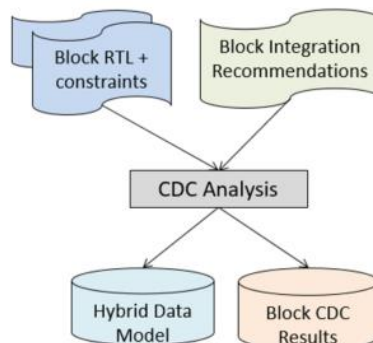 Block RTL +
constraints
Block Integration
Recommendations
CDC Analysis
Hybrid Data
Model
Block CDC
Results